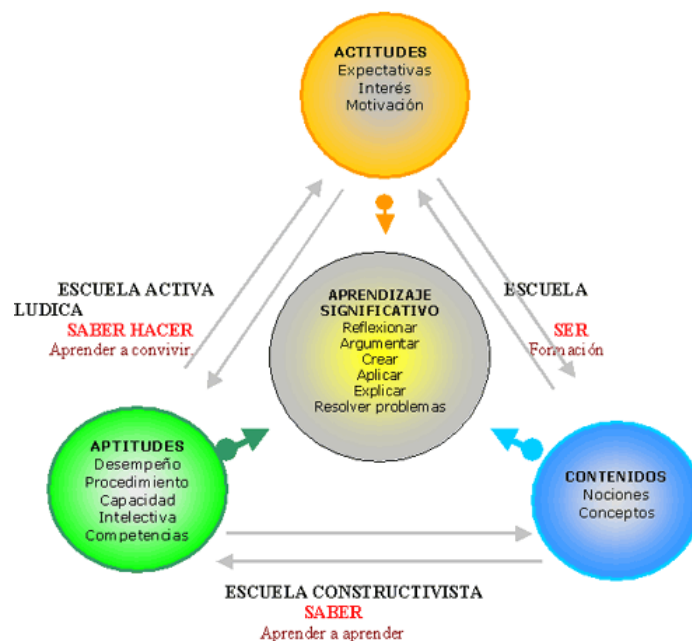 ACTITUDES
Expectativas
Interés
Motivación
ESCUELA ACTIVA
LUDICA
SABER HACER
Aprender a convivir.
APRENDIZAJE
SIGNIFICATIVO
Reflexionar
Argumentar
Crear
Aplicar
Explicar
Resolver problemas
ESCUELA
SER
Formación
APTITUDES
Desempeño
Procedimiento
Capacidad
Intelectiva
Competencias
CONTENIDOS
Nociones
Conceptos
ESCUELA CONSTRUCTIVISTA
SABER
Aprender a aprender